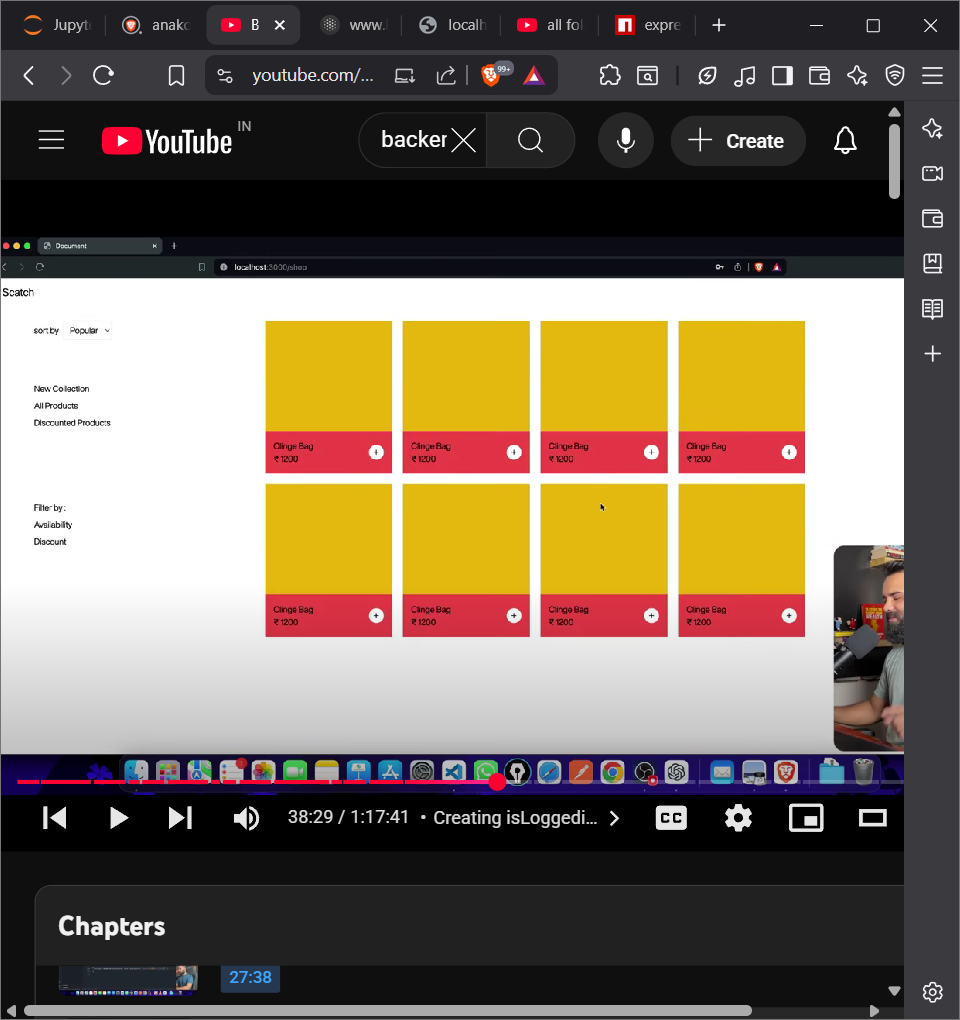 Jupyt
anako
B
www.
localh
all fol
expre
youtube.com/...
99+
YouTube IN
backer
Create
Document
localhost:3000/shop
Scatch
sort by Popular
New Collection
All Products
Discounted Products
Clinge Bag Clinge Bag Clinge Bag Clinge Bag
₹ 1200 ₹ 1200 ₹ 1200 ₹ 1200
Filter by :
Availability
Discount
Clinge Bag Clinge Bag Clinge Bag Clinge Bag
₹ 1200 ₹ 1200 ₹ 1200 ₹ 1200
38:29 / 1:17:41 • Creating isLoggedi...
CC
Chapters
27:38